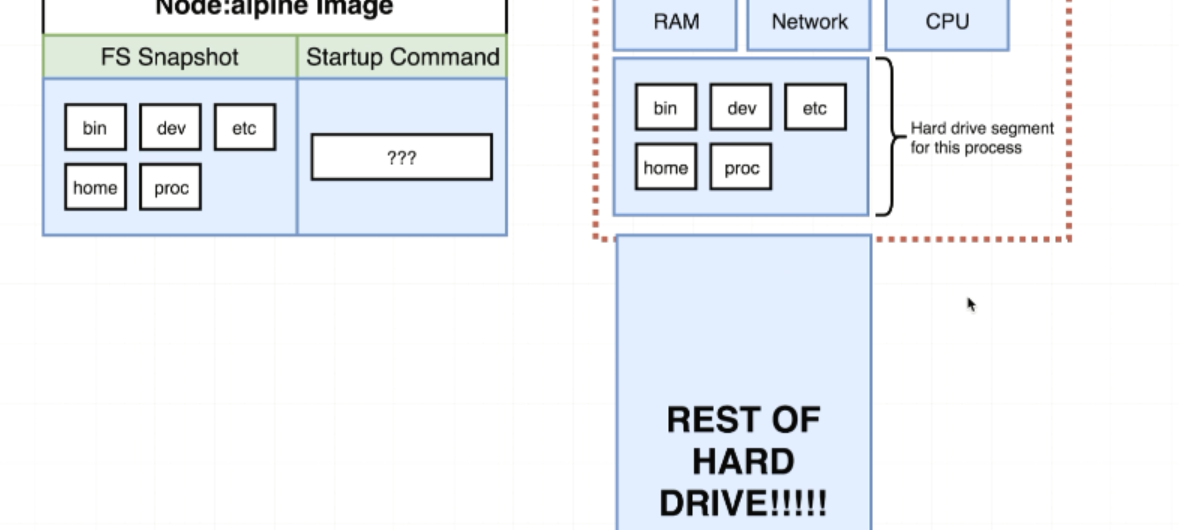 Node:alpine Image
FS Snapshot
Startup Command
bin
dev
etc
home
proc
???
RAM
Network
CPU
bin
dev
etc
home
proc
Hard drive segment
for this process
REST OF
HARD
DRIVE!!!!!